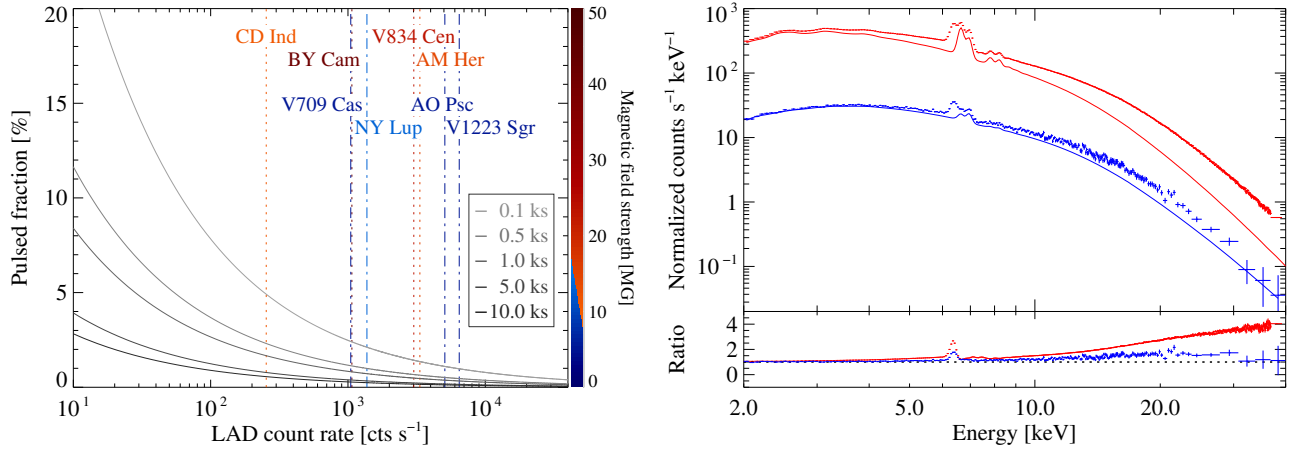 20
15
10
5
0
Pulsed fraction [%]
CD Ind
V834 Cen
BY Cam
AM Her
V709 Cas
AO Psc
NY Lup
V1223 Sgr
0.1 ks
0.5 ks
1.0 ks
5.0 ks
10.0 ks
10^1
10^2
10^3
10^4
LAD count rate [cts s^−1]
50
40
30
20
10
0
Magnetic field strength [MG]
10^3
10^2
10
1
10^−1
Normalized counts s^−1 keV^−1
4
2
0
Ratio
2.0
5.0
10.0
20.0
Energy [keV]